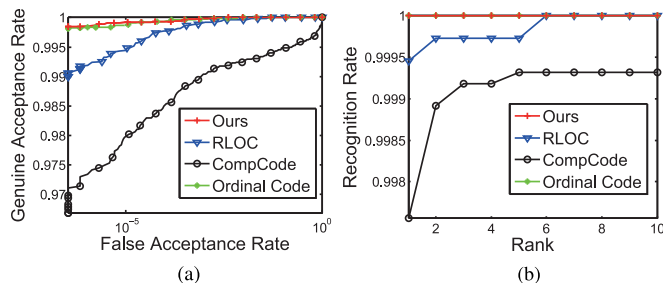 1
0.995
0.99
0.985
0.98
0.975
0.97
Genuine Acceptance Rate
Ours
RLOC
CompCode
Ordinal Code
10^-5
10^0
False Acceptance Rate
(a)
1
0.9995
0.999
0.9985
0.998
Recognition Rate
Ours
RLOC
CompCode
Ordinal Code
2 4 6 8 10
Rank
(b)